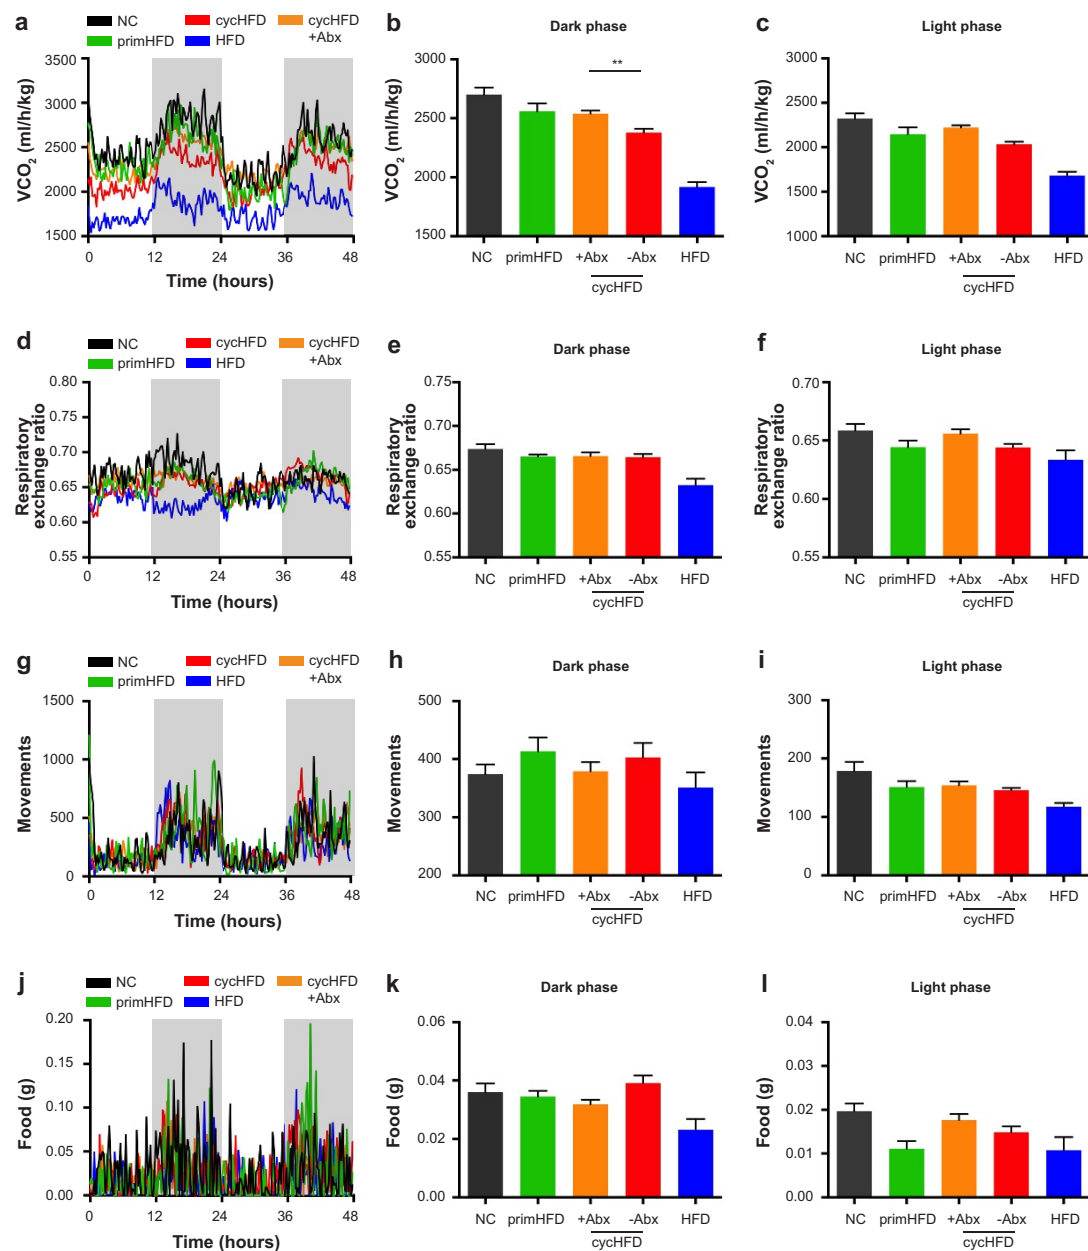 a
NC
cycHFD
cycHFD
+Abx
primHFD
HFD
VCO2 (ml/h/kg)
3500
3000
2500
2000
1500
0
12
24
36
48
Time (hours)
b
Dark phase
VCO2 (ml/h/kg)
3000
2500
2000
1500
**
NC
primHFD
+Abx
-Abx
HFD
cycHFD
c
Light phase
VCO2 (ml/h/kg)
3000
2500
2000
1500
1000
NC
primHFD
+Abx
-Abx
HFD
cycHFD
d
NC
cycHFD
cycHFD
+Abx
primHFD
HFD
Respiratory
exchange ratio
0.80
0.75
0.70
0.65
0.60
0.55
0
12
24
36
48
Time (hours)
e
Dark phase
Respiratory
exchange ratio
0.75
0.70
0.65
0.60
0.55
NC
primHFD
+Abx
-Abx
HFD
cycHFD
f
Light phase
Respiratory
exchange ratio
0.70
0.65
0.60
0.55
NC
primHFD
+Abx
-Abx
HFD
cycHFD
g
NC
cycHFD
cycHFD
+Abx
primHFD
HFD
Movements
1500
1000
500
0
0
12
24
36
48
Time (hours)
h
Dark phase
Movements
500
400
300
200
NC
primHFD
+Abx
-Abx
HFD
cycHFD
i
Light phase
Movements
300
200
100
0
NC
primHFD
+Abx
-Abx
HFD
cycHFD
j
NC
cycHFD
cycHFD
+Abx
primHFD
HFD
Food (g)
0.20
0.15
0.10
0.05
0.00
0
12
24
36
48
Time (hours)
k
Dark phase
Food (g)
0.06
0.04
0.02
0.00
NC
primHFD
+Abx
-Abx
HFD
cycHFD
l
Light phase
Food (g)
0.04
0.03
0.02
0.01
0.00
NC
primHFD
+Abx
-Abx
HFD
cycHFD